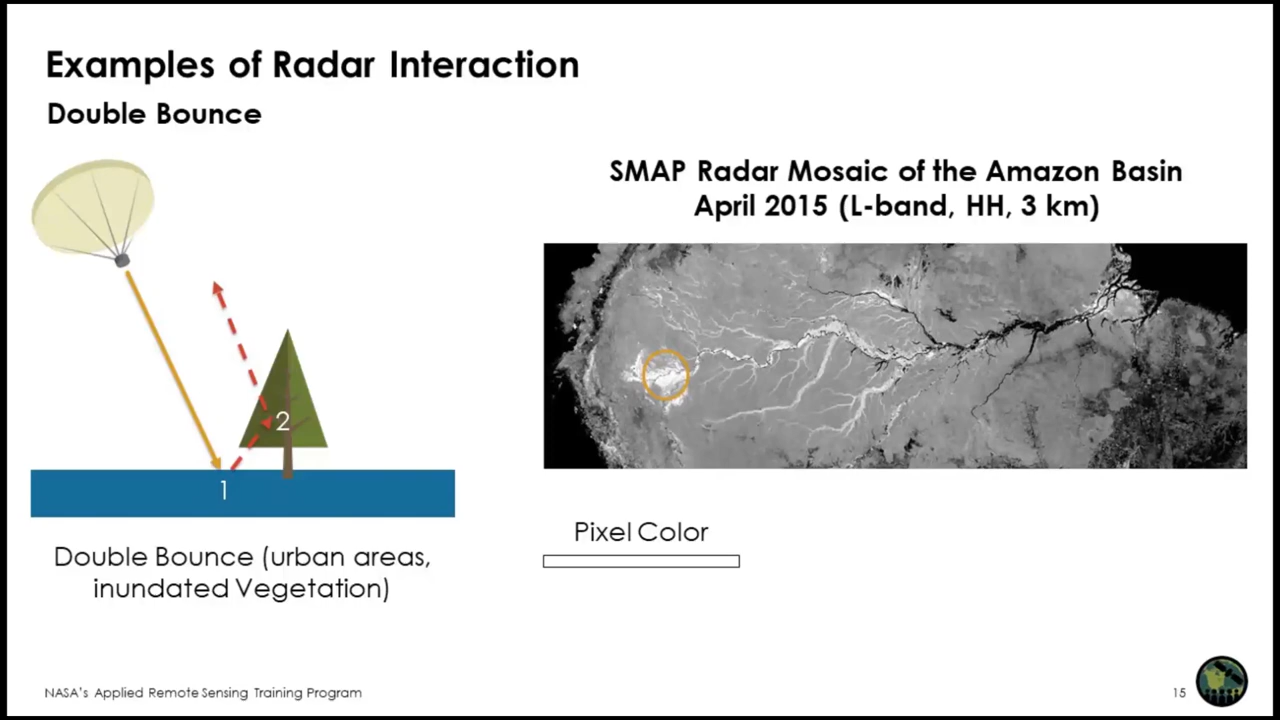 Examples of Radar Interaction
Double Bounce
SMAP Radar Mosaic of the Amazon Basin
April 2015 (L-band, HH, 3 km)
2
1
Double Bounce (urban areas,
inundated Vegetation)
Pixel Color
NASA's Applied Remote Sensing Training Program
15